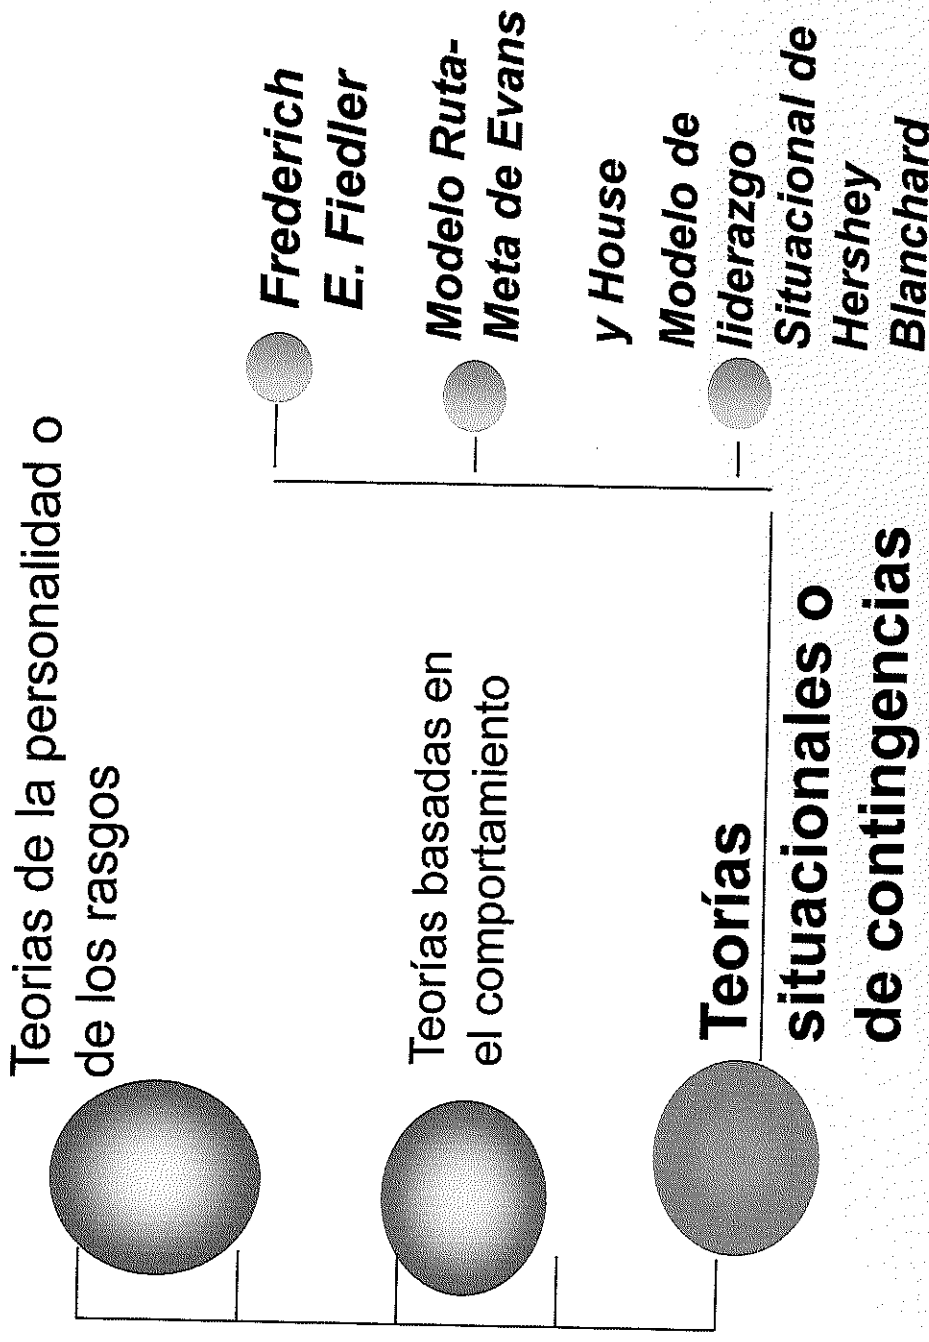 Teorias de la personalidad o
de los rasgos
Teorías basadas en
el comportamiento
Teorías
situacionales o
de contingencias
Frederich
E. Fiedler
Modelo Ruta-
Meta de Evans
y House
Modelo de
liderazgo
Situacional de
Hershey
Blanchard